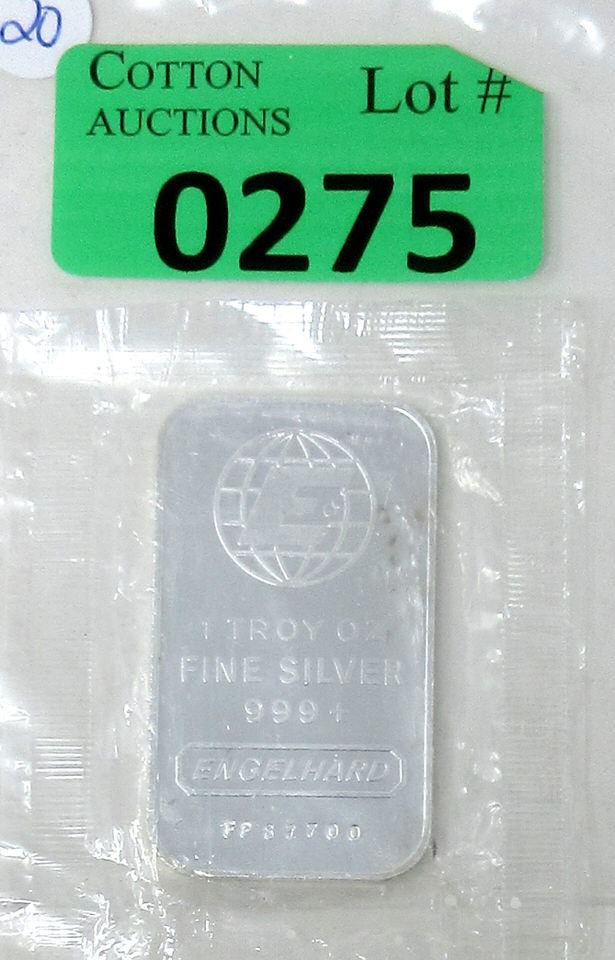 20
COTTON
AUCTIONS
Lot #
0275
1 TROY OZ
FINE SILVER
999+
ENGELHARD